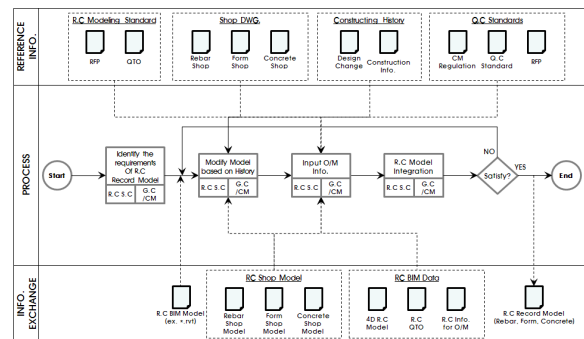 REFERENCE
INFO.
R.C Modeling Standard
RFP
QTO
Shop DWG.
Rebar
Shop
Form
Shop
Concrete
Shop
Constructing History
Design
Change
Construction
Info.
Q.C Standards
CM
Regulation
Q.C
Standard
RFP
PROCESS
Start
Identify the
requirements
Of R.C
Record Model
R.C S.C
G.C
/CM
Modify Model
based on History
R.C S.C
G.C
/CM
Input O/M
Info.
R.C S.C
G.C
/CM
R.C Model
Integration
R.C S.C
G.C
/CM
NO
Satisfy?
YES
End
INFO.
EXCHANGE
R.C BIM Model
(ex. *.rvt)
RC Shop Model
Rebar
Shop
Model
Form
Shop
Model
Concrete
Shop
Model
RC BIM Data
4D R.C
Model
R.C
QTO
R.C Info.
for O/M
R.C Record Model
(Rebar, Form, Concrete)